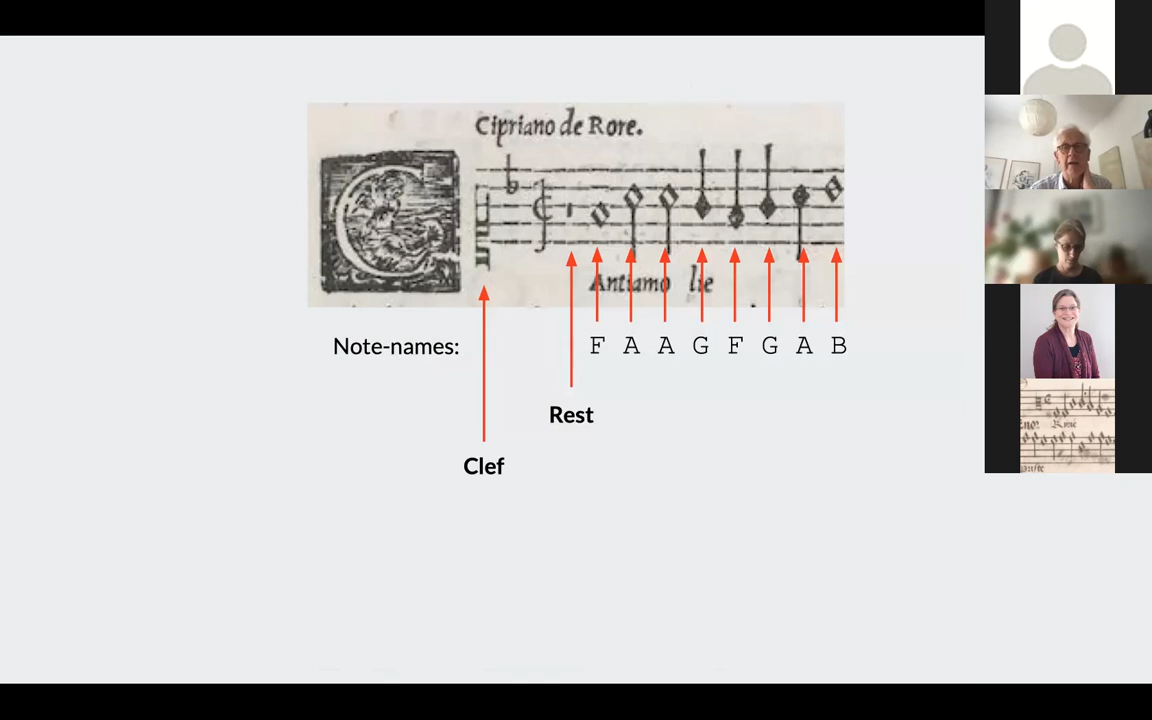 Cipriano de Rore.
Antiamo lie
Note-names: F A A G F G A B
Rest
Clef